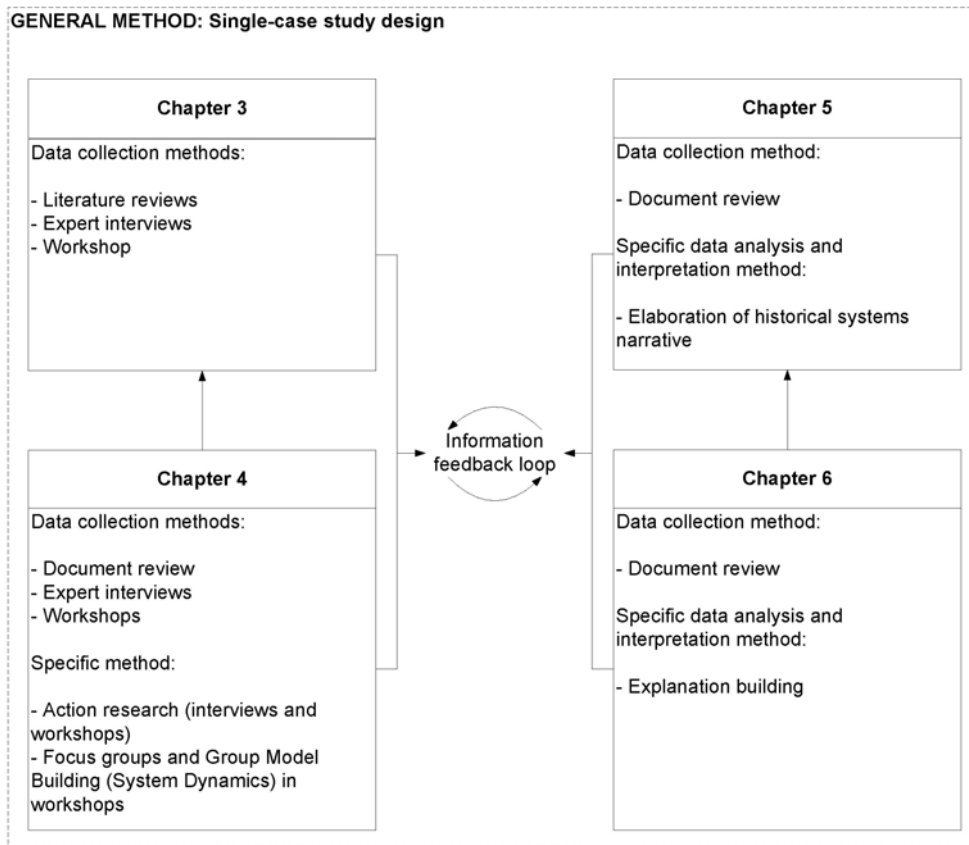 GENERAL METHOD: Single-case study design
Chapter 3
Data collection methods:
- Literature reviews
- Expert interviews
- Workshop
Chapter 5
Data collection method:
- Document review
Specific data analysis and
interpretation method:
- Elaboration of historical systems
narrative
Information
feedback loop
Chapter 4
Data collection methods:
- Document review
- Expert interviews
- Workshops
Specific method:
- Action research (interviews and
workshops)
- Focus groups and Group Model
Building (System Dynamics) in
workshops
Chapter 6
Data collection method:
- Document review
Specific data analysis and
interpretation method:
- Explanation building